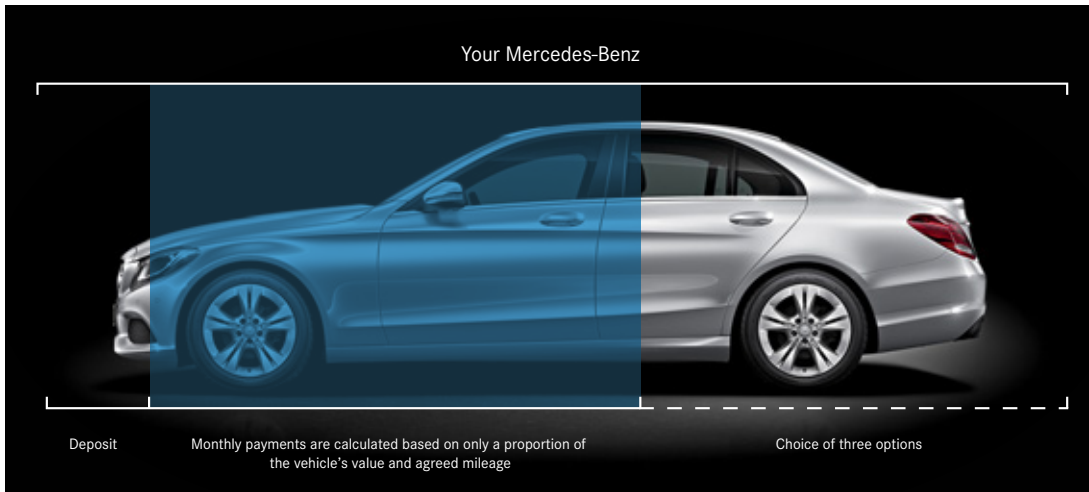 Your Mercedes-Benz
Deposit
Monthly payments are calculated based on only a proportion of
the vehicle's value and agreed mileage
Choice of three options